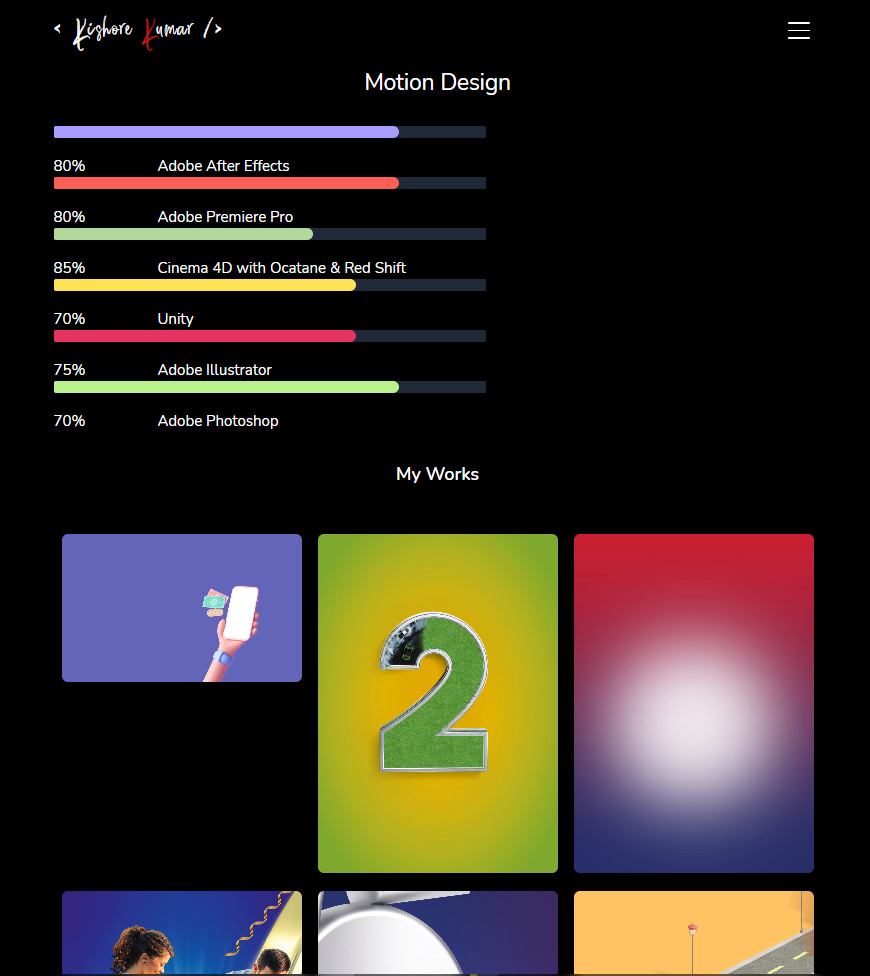 < Kishore Kumar />
Motion Design
80% Adobe After Effects
80% Adobe Premiere Pro
85% Cinema 4D with Ocatane & Red Shift
70% Unity
75% Adobe Illustrator
70% Adobe Photoshop
My Works
2